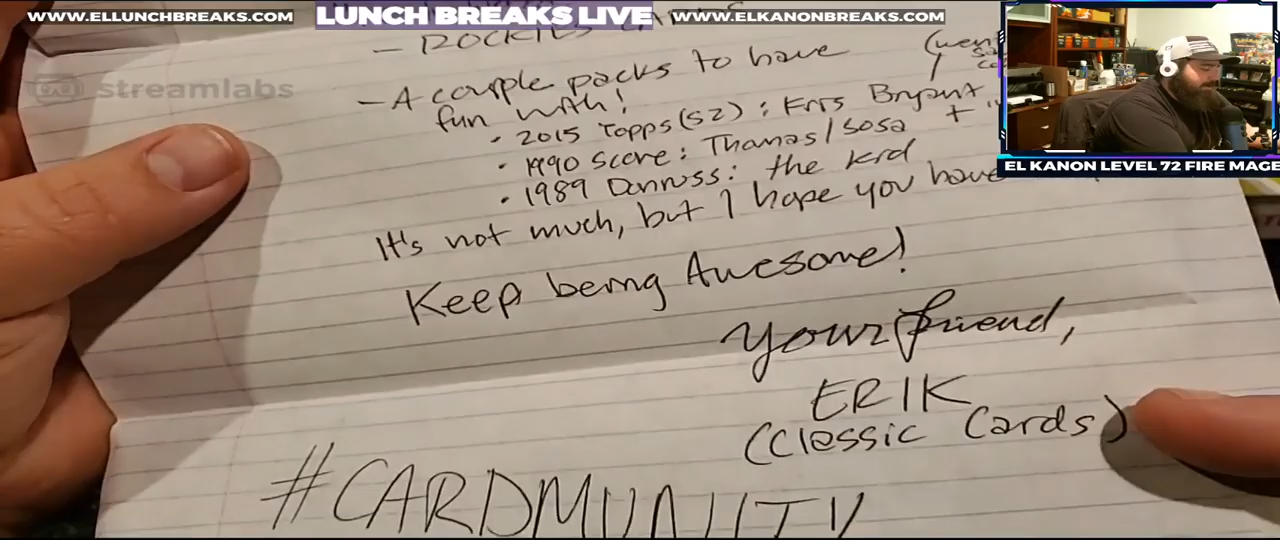 WWW.ELLUNCHBREAKS.COM LUNCH BREAKS LIVE WWW.ELKANONBREAKS.COM
streamlabs
- ROCKIES
- A couple packs to have
fun with!
• 2015 Topps (S2): Kris Bryant +
• 1990 Score: Thomas/Sosa
• 1989 Donruss: the Kid
It's not much, but I hope you have
Keep being Awesome!
Your friend,
ERIK
(Classic Cards)
#CARDMUNITY
EL KANON LEVEL 72 FIRE MAGE